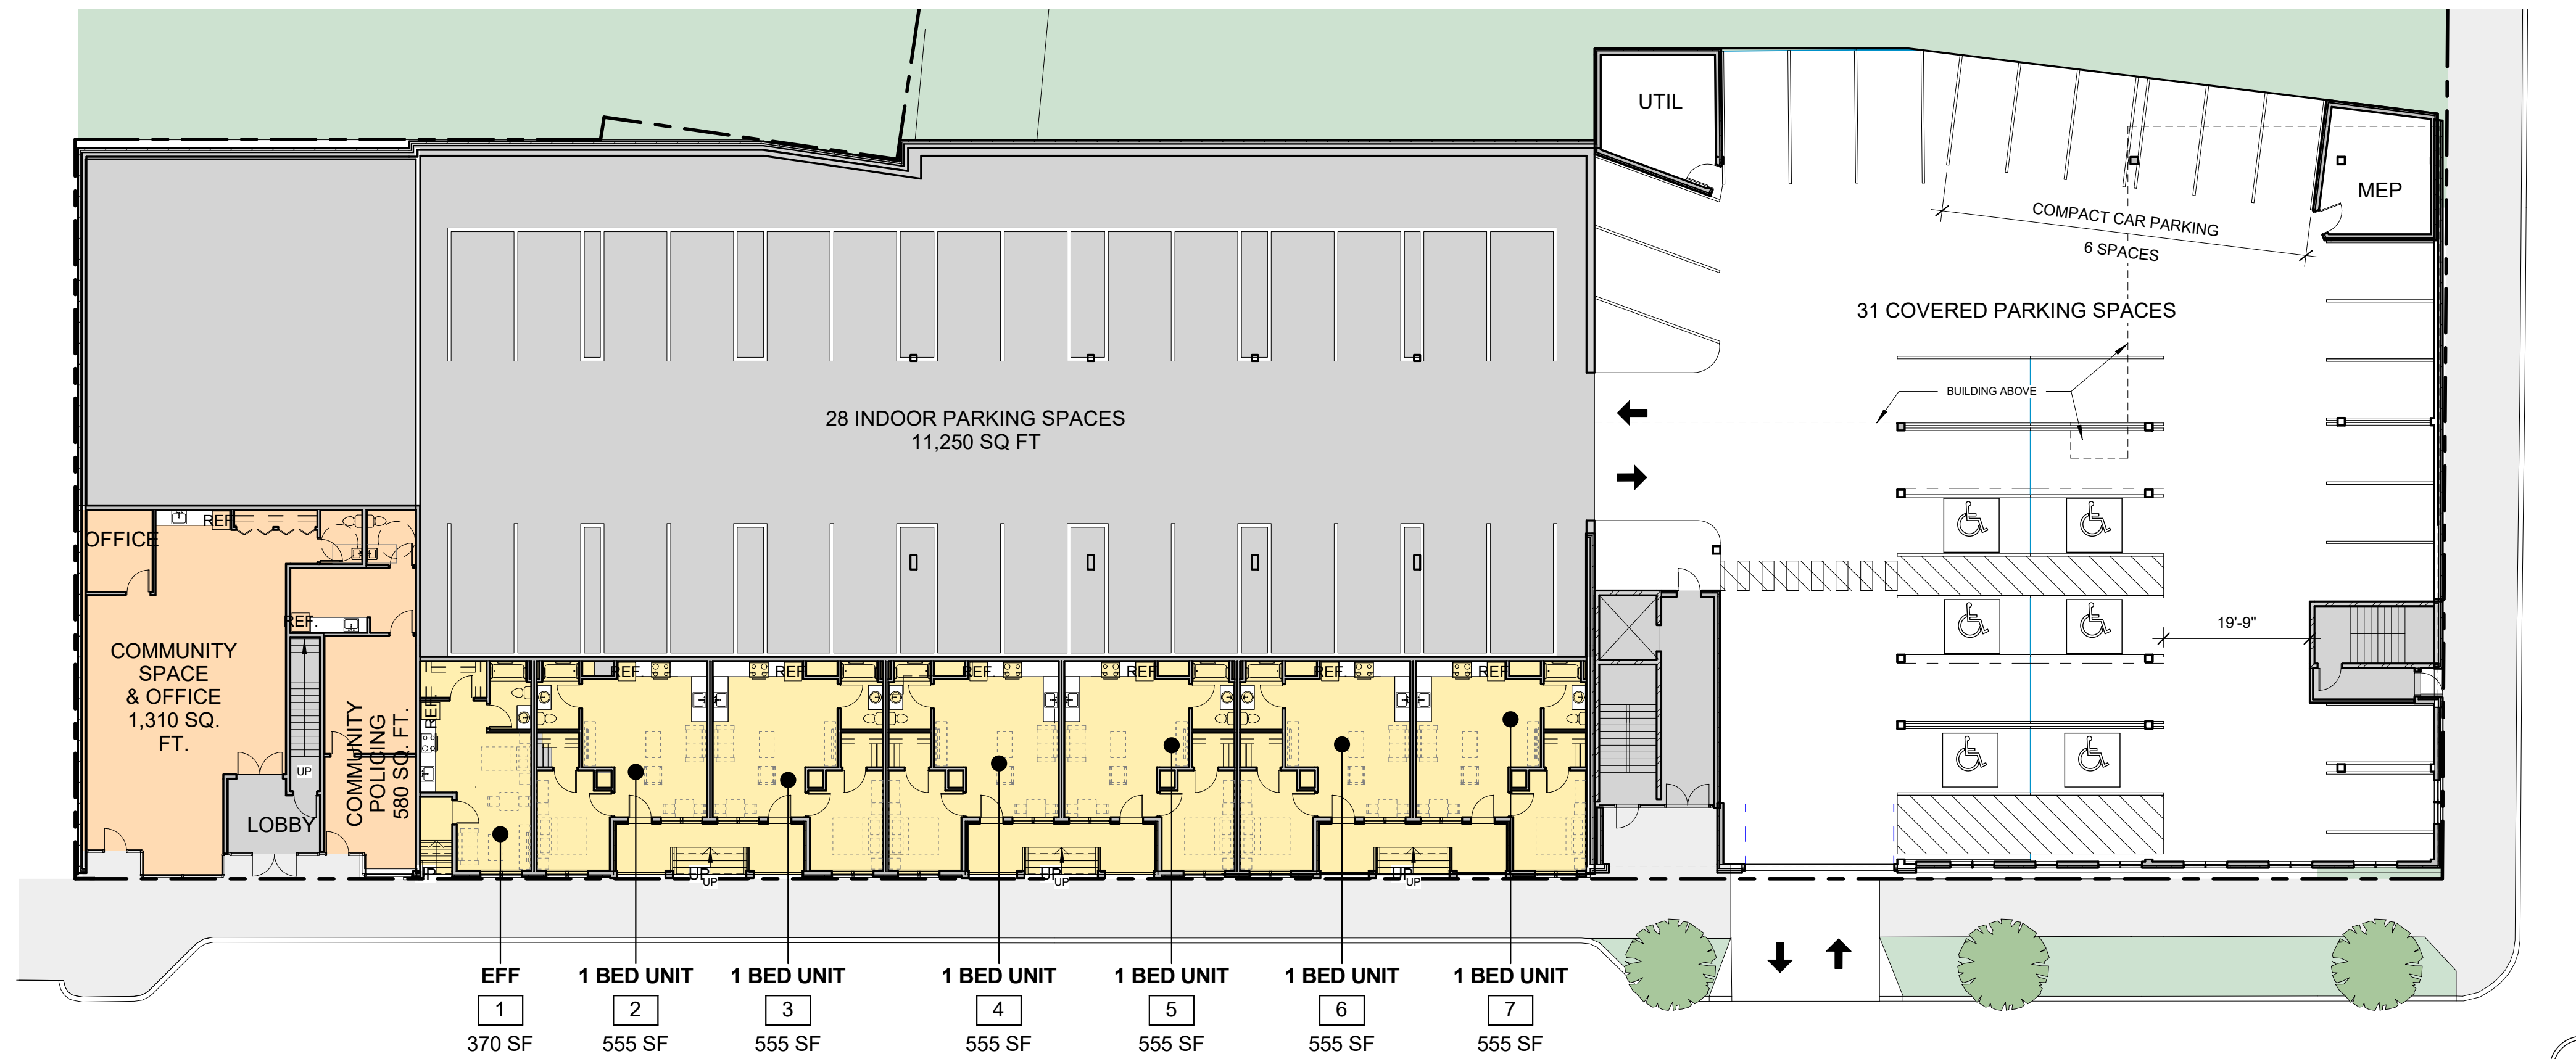 UTIL
MEP
COMPACT CAR PARKING
6 SPACES
31 COVERED PARKING SPACES
BUILDING ABOVE
28 INDOOR PARKING SPACES
11,250 SQ FT
OFFICE
REF.
REF.
COMMUNITY
SPACE
& OFFICE
1,310 SQ.
FT.
COMMUNITY
POLICING
580 SQ. FT.
UP
LOBBY
19'-9"
REF.
REF.
REF.
REF.
REF.
REF.
REF.
UP
UP
UP
UP
UP
UP
UP
EFF
1
370 SF
1 BED UNIT
2
555 SF
1 BED UNIT
3
555 SF
1 BED UNIT
4
555 SF
1 BED UNIT
5
555 SF
1 BED UNIT
6
555 SF
1 BED UNIT
7
555 SF